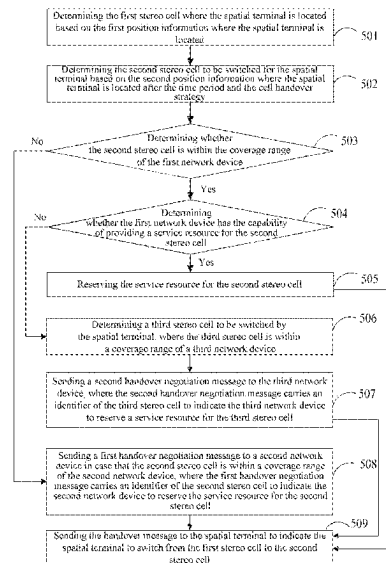 Determining the first stereo cell where the spatial terminal is located
based on the first position information where the spatial terminal is
located
501
Determining the second stereo cell to be switched for the spatial
terminal based on the second position information where the spatial
terminal is located after the time period and the cell handover
strategy
502
Determining whether
the second stereo cell is within the coverage range
of the first network device
503
No
Yes
Determining
whether the first network device has the capability
of providing a service resource for the second
stereo cell
504
No
Yes
Reserving the service resource for the second stereo cell
505
Determining a third stereo cell to be switched by
the spatial terminal, where the third stereo cell is within
a coverage range of a third network device
506
Sending a second handover negotiation message to the third network
device, where the second handover negotiation message carries an
identifier of the third stereo cell to indicate the third network device
to reserve a service resource for the third stereo cell
507
Sending a first handover negotiation message to a second network
device in case that the second stereo cell is within a coverage range
of the second network device, where the first handover negotiation
message carries an identifier of the second stereo cell to indicate the
second network device to reserve the service resource for the second
stereo cell
508
Sending the handover message to the spatial terminal to indicate the
spatial terminal to switch from the first stereo cell to the second
stereo cell
509